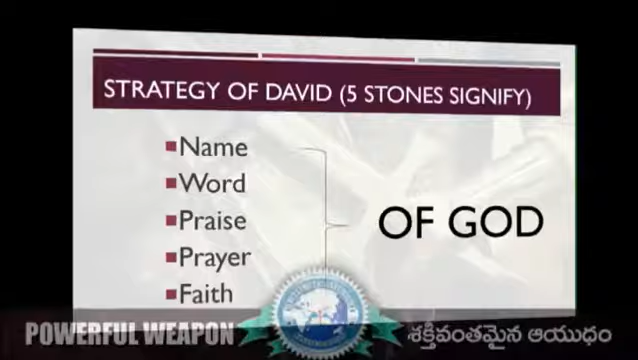 STRATEGY OF DAVID (5 STONES SIGNIFY)
Name
Word
Praise
Prayer
Faith
OF GOD
POWERFUL WEAPON
శక్తివంతమైన ఆయుధం